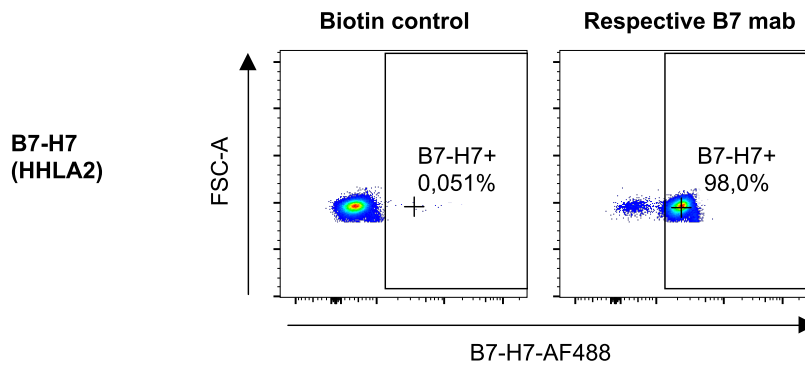 Biotin control
Respective B7 mab
B7-H7
(HHLA2)
FSC-A
B7-H7+
0,051%
B7-H7+
98,0%
B7-H7-AF488